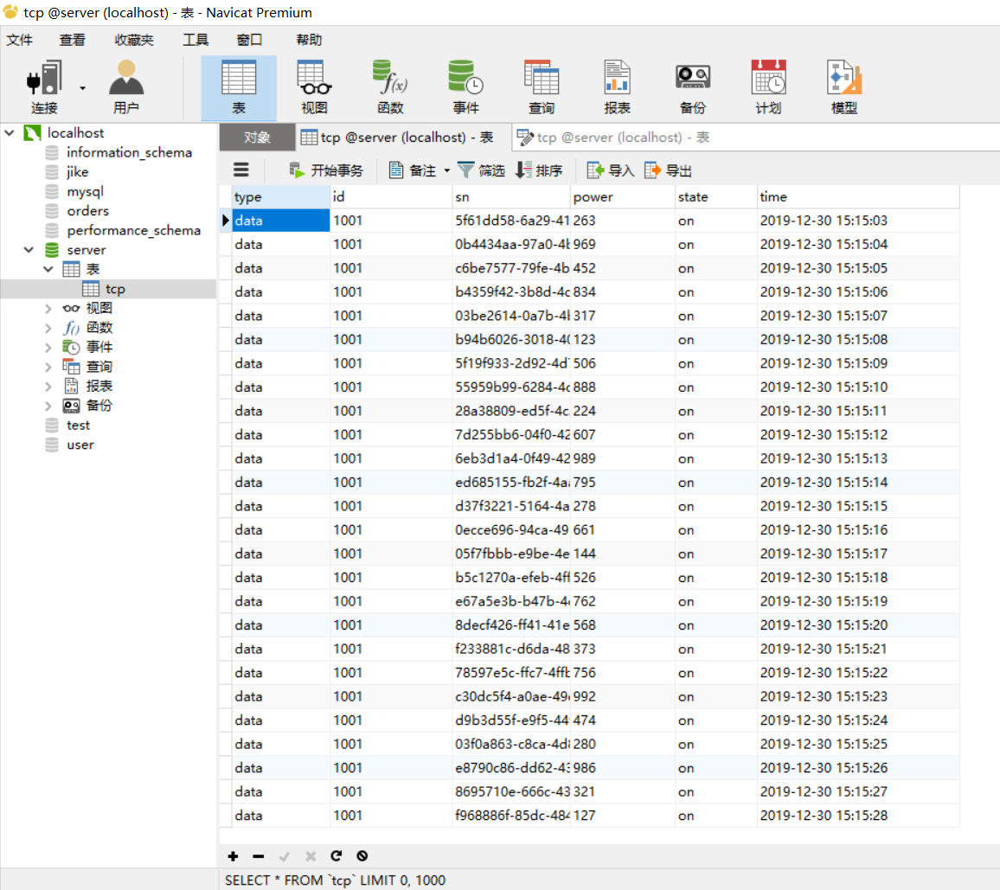 tcp @server (localhost) - 表 - Navicat Premium
文件 查看 收藏夹 工具 窗口 帮助
连接 用户 表 视图 函数 事件 查询 报表 备份 计划 模型
localhost
information_schema
jike
mysql
orders
performance_schema
server
表
tcp
视图
函数
事件
查询
报表
备份
test
user
对象 tcp @server (localhost) - 表 tcp @server (localhost) - 表
开始事务 备注 筛选 排序 导入 导出
type id sn power state time
data 1001 5f61dd58-6a29-41 263 on 2019-12-30 15:15:03
data 1001 0b4434aa-97a0-4b 969 on 2019-12-30 15:15:04
data 1001 c6be7577-79fe-4b 452 on 2019-12-30 15:15:05
data 1001 b4359f42-3b8d-4c 834 on 2019-12-30 15:15:06
data 1001 03be2614-0a7b-4b 317 on 2019-12-30 15:15:07
data 1001 b94b6026-3018-40 123 on 2019-12-30 15:15:08
data 1001 5f19f933-2d92-4d 506 on 2019-12-30 15:15:09
data 1001 55959b99-6284-4c 888 on 2019-12-30 15:15:10
data 1001 28a38809-ed5f-4c 224 on 2019-12-30 15:15:11
data 1001 7d255bb6-04f0-42 607 on 2019-12-30 15:15:12
data 1001 6eb3d1a4-0f49-42 989 on 2019-12-30 15:15:13
data 1001 ed685155-fb2f-4a 795 on 2019-12-30 15:15:14
data 1001 d37f3221-5164-4a 278 on 2019-12-30 15:15:15
data 1001 0ecce696-94ca-49 661 on 2019-12-30 15:15:16
data 1001 05f7fbbb-e9be-4e 144 on 2019-12-30 15:15:17
data 1001 b5c1270a-efeb-4ff 526 on 2019-12-30 15:15:18
data 1001 e67a5e3b-b47b-4 762 on 2019-12-30 15:15:19
data 1001 8decf426-ff41-41e 568 on 2019-12-30 15:15:20
data 1001 f233881c-d6da-48 373 on 2019-12-30 15:15:21
data 1001 78597e5c-ffc7-4ff 756 on 2019-12-30 15:15:22
data 1001 c30dc5f4-a0ae-49 992 on 2019-12-30 15:15:23
data 1001 d9b3d55f-e9f5-44 474 on 2019-12-30 15:15:24
data 1001 03f0a863-c8ca-4d 280 on 2019-12-30 15:15:25
data 1001 e8790c86-dd62-43 986 on 2019-12-30 15:15:26
data 1001 8695710e-666c-43 321 on 2019-12-30 15:15:27
data 1001 f968886f-85dc-484 127 on 2019-12-30 15:15:28
SELECT * FROM `tcp` LIMIT 0, 1000